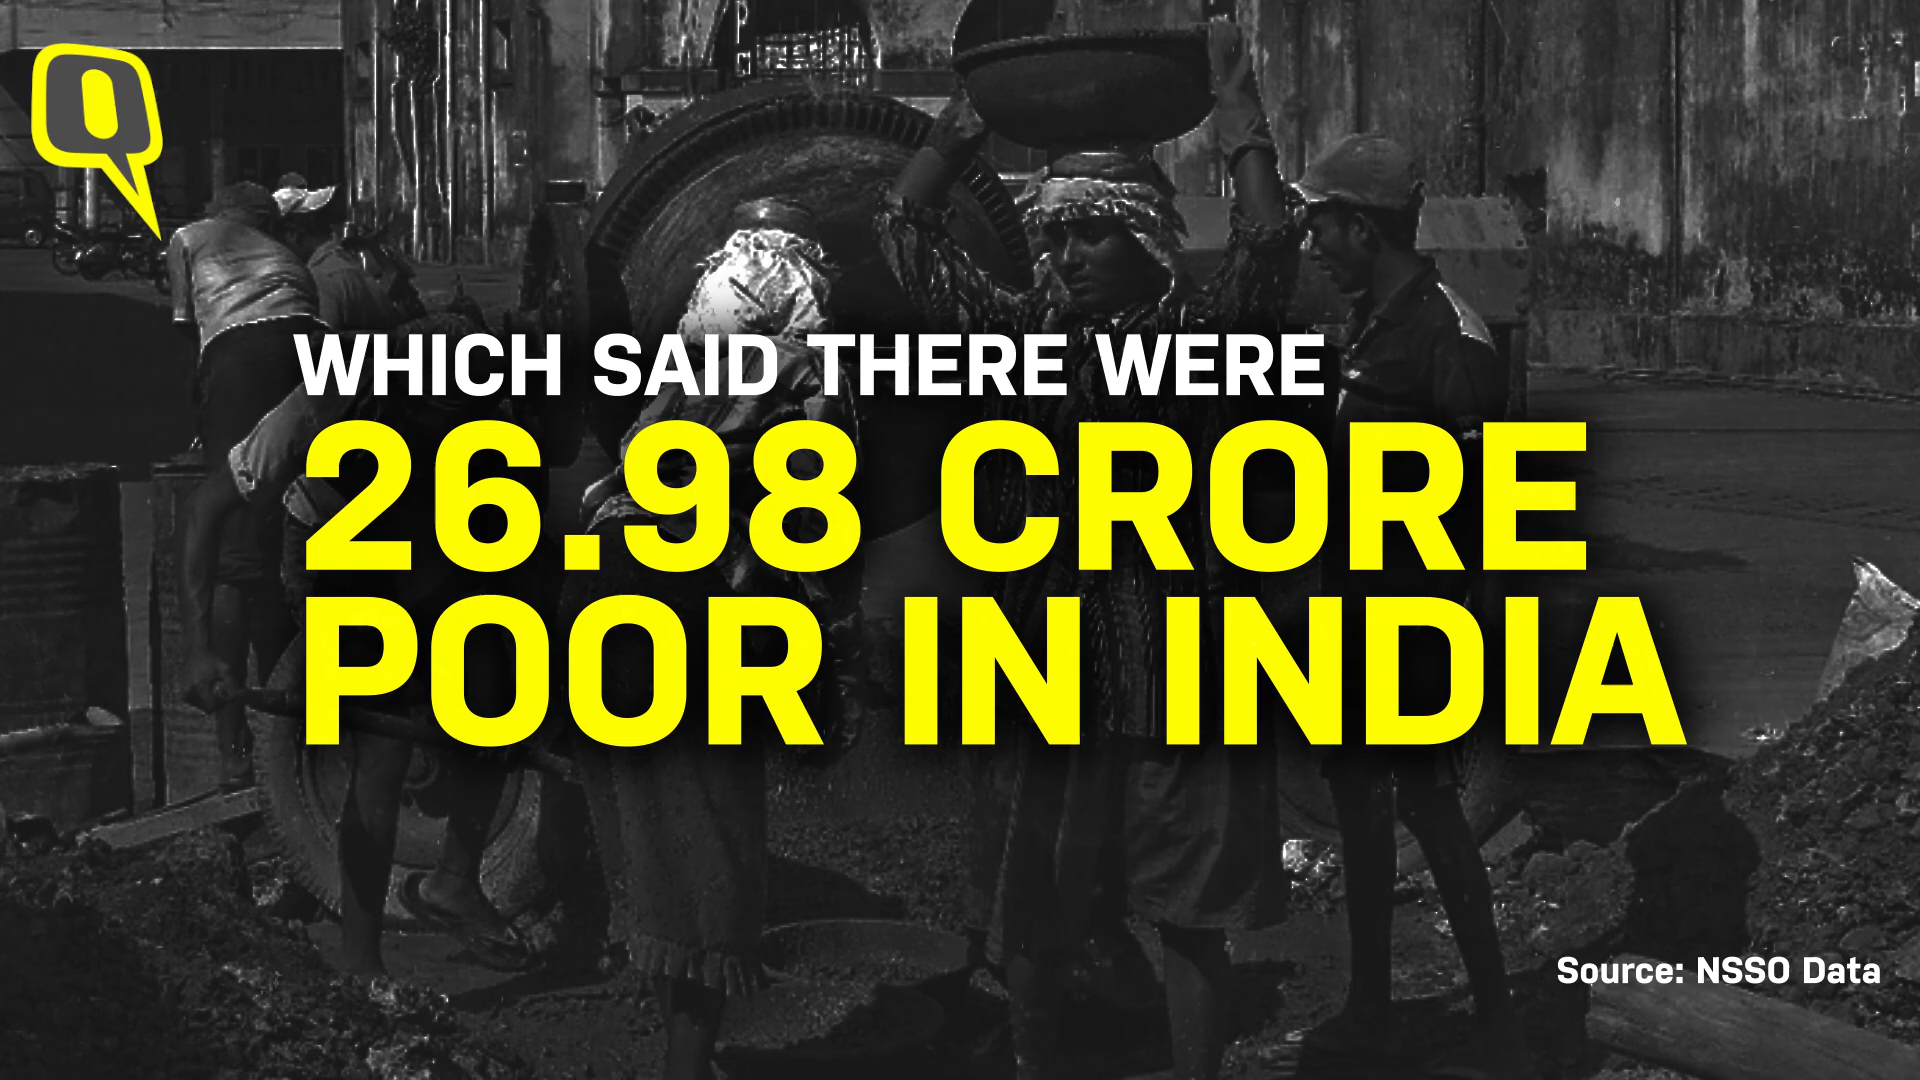 Q
WHICH SAID THERE WERE
26.98 CRORE
POOR IN INDIA
Source: NSSO Data